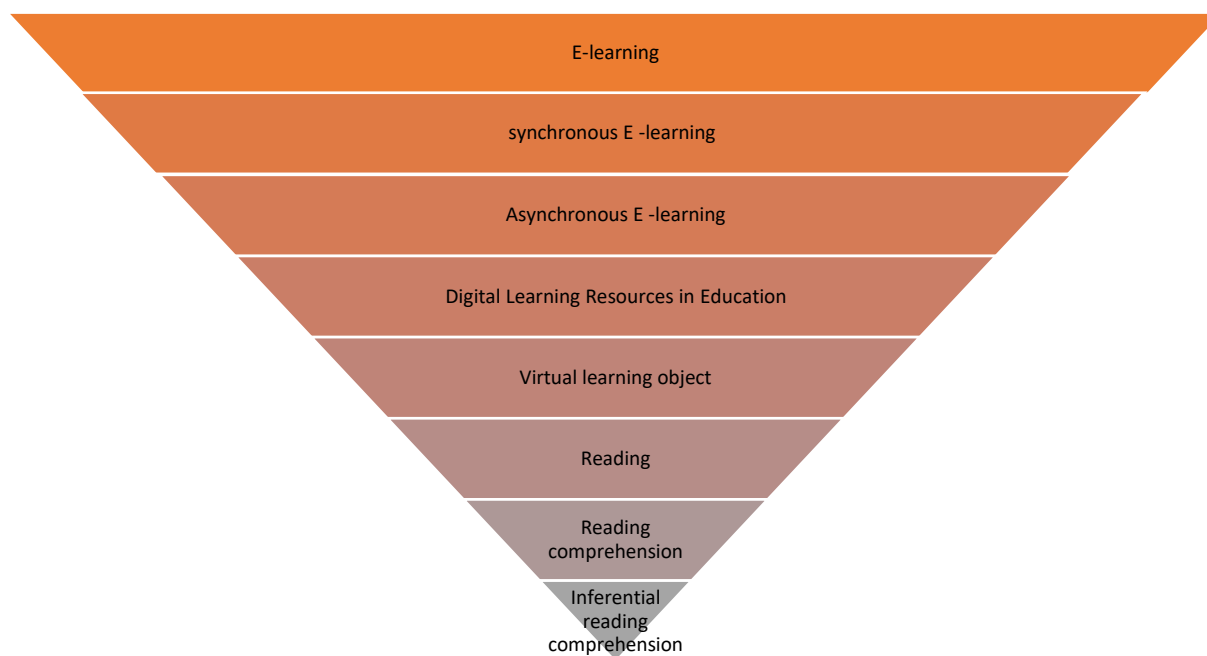 E-learning
synchronous E -learning
Asynchronous E -learning
Digital Learning Resources in Education
Virtual learning object
Reading
Reading
comprehension
Inferential
reading
comprehension